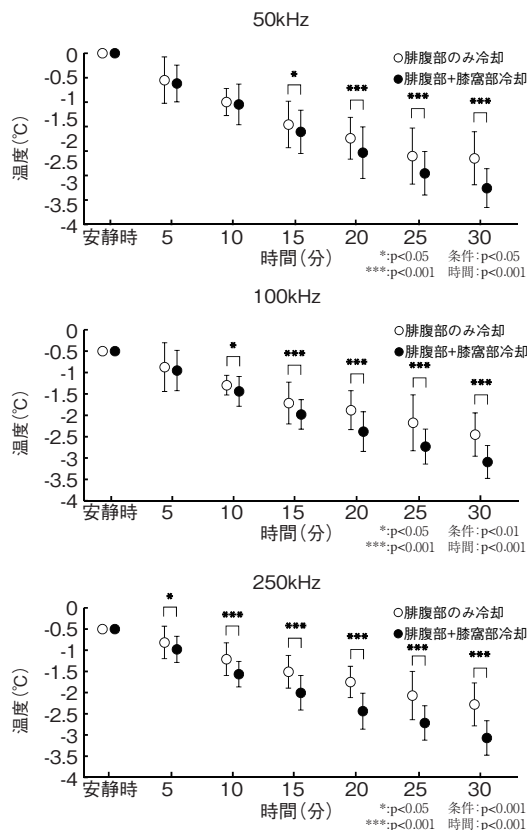 50kHz
0
-0.5
-1
-1.5
-2
-2.5
-3
-3.5
-4
温度(℃)
○腓腹部のみ冷却
●腓腹部+膝窩部冷却
* *** *** ***
安静時 5 10 15 20 25 30
時間(分)
*:p<0.05 条件:p<0.05
***:p<0.001 時間:p<0.001
100kHz
0
-0.5
-1
-1.5
-2
-2.5
-3
-3.5
-4
温度(℃)
○腓腹部のみ冷却
●腓腹部+膝窩部冷却
* *** *** *** ***
安静時 5 10 15 20 25 30
時間(分)
*:p<0.05 条件:p<0.01
***:p<0.001 時間:p<0.001
250kHz
0
-0.5
-1
-1.5
-2
-2.5
-3
-3.5
-4
温度(℃)
○腓腹部のみ冷却
●腓腹部+膝窩部冷却
* *** *** *** *** ***
安静時 5 10 15 20 25 30
時間(分)
*:p<0.05 条件:p<0.001
***:p<0.001 時間:p<0.001